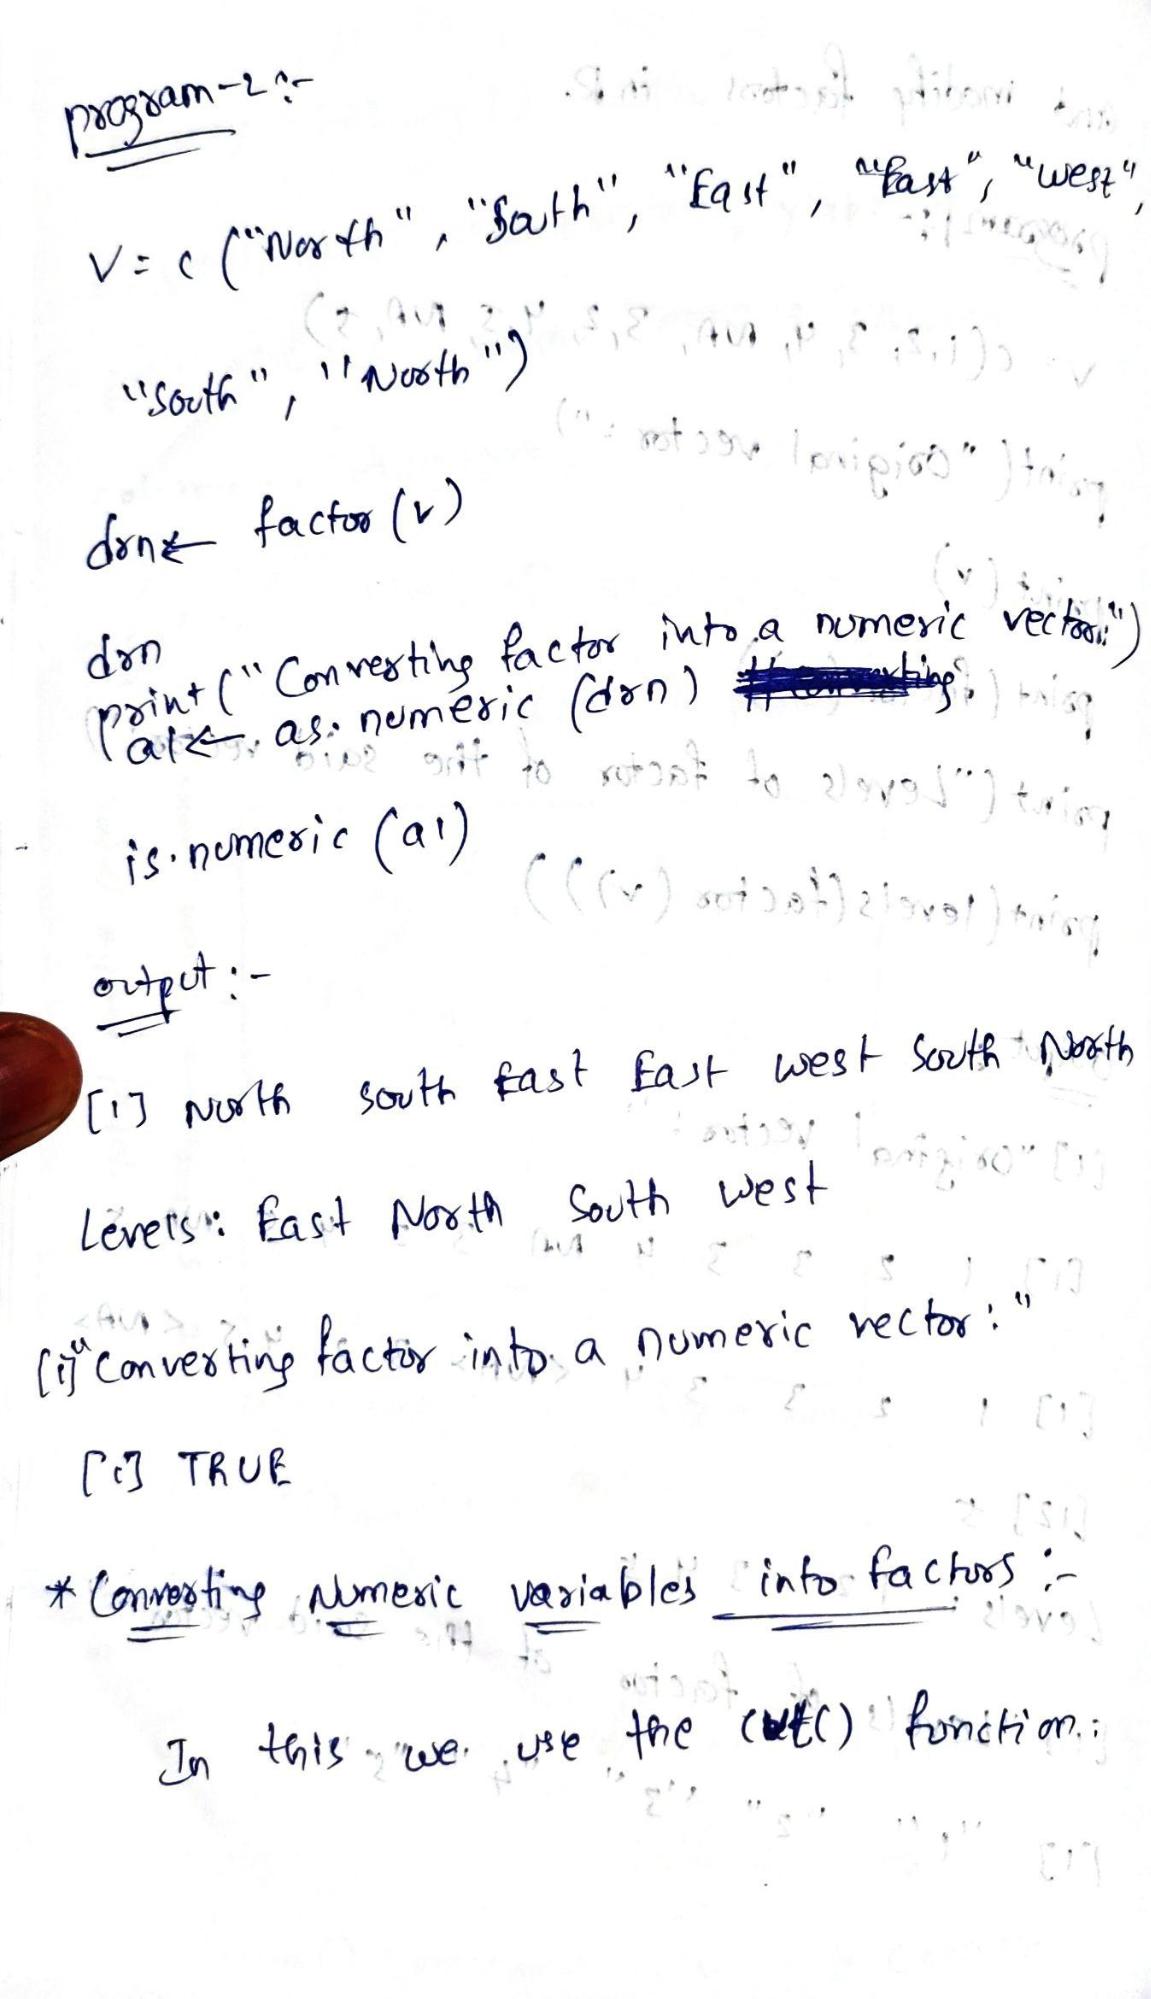 program-2 :-
V = c ("North", "South", "East", "East", "West",
"South", "North")
drn ← factor (v)
drn
print ("Converting factor into a numeric vector:")
a1 ← as. numeric (drn)
is.numeric (a1)
output :-
[1] North South East East West South North
Levels: East North South West
[1] "Converting factor into a numeric vector:"
[1] TRUE
* Converting Numeric variables into factors :-
In this we use the cut() function: